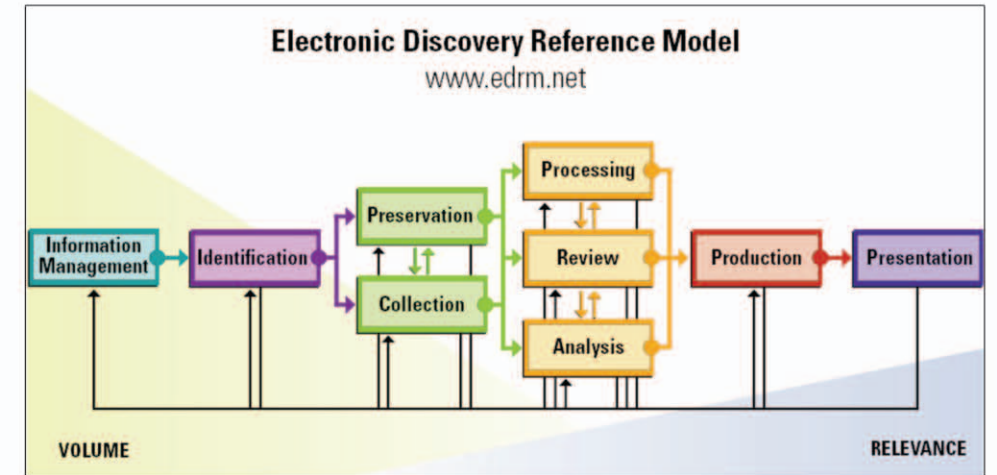 Electronic Discovery Reference Model
www.edrm.net
Information
Management
Identification
Preservation
Collection
Processing
Review
Analysis
Production
Presentation
VOLUME
RELEVANCE